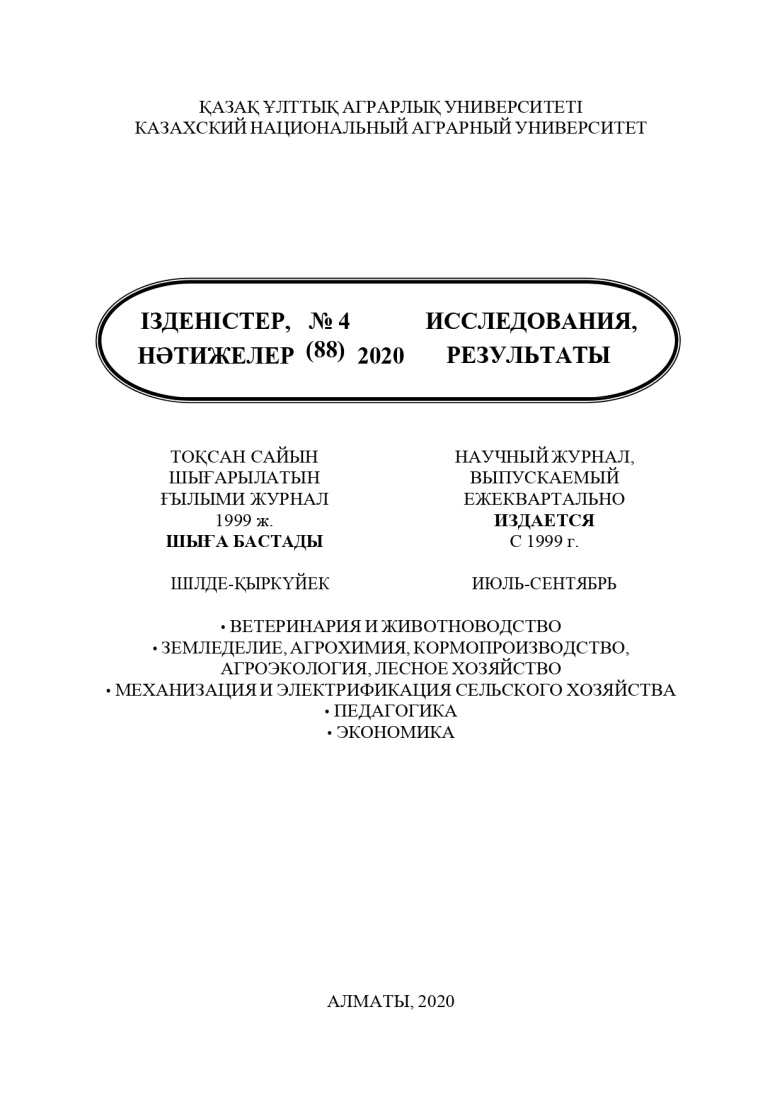 ҚАЗАҚ ҰЛТТЫҚ АГРАРЛЫҚ УНИВЕРСИТЕТІ
КАЗАХСКИЙ НАЦИОНАЛЬНЫЙ АГРАРНЫЙ УНИВЕРСИТЕТ
ІЗДЕНІСТЕР, № 4 ИССЛЕДОВАНИЯ,
НӘТИЖЕЛЕР (88) 2020 РЕЗУЛЬТАТЫ
ТОҚСАН САЙЫН
ШЫҒАРЫЛАТЫН
ҒЫЛЫМИ ЖУРНАЛ
1999 ж.
ШЫҒА БАСТАДЫ
ШІЛДЕ-ҚЫРКҮЙЕК
НАУЧНЫЙ ЖУРНАЛ,
ВЫПУСКАЕМЫЙ
ЕЖЕКВАРТАЛЬНО
ИЗДАЕТСЯ
С 1999 г.
ИЮЛЬ-СЕНТЯБРЬ
• ВЕТЕРИНАРИЯ И ЖИВОТНОВОДСТВО
• ЗЕМЛЕДЕЛИЕ, АГРОХИМИЯ, КОРМОПРОИЗВОДСТВО,
АГРОЭКОЛОГИЯ, ЛЕСНОЕ ХОЗЯЙСТВО
• МЕХАНИЗАЦИЯ И ЭЛЕКТРИФИКАЦИЯ СЕЛЬСКОГО ХОЗЯЙСТВА
• ПЕДАГОГИКА
• ЭКОНОМИКА
АЛМАТЫ, 2020